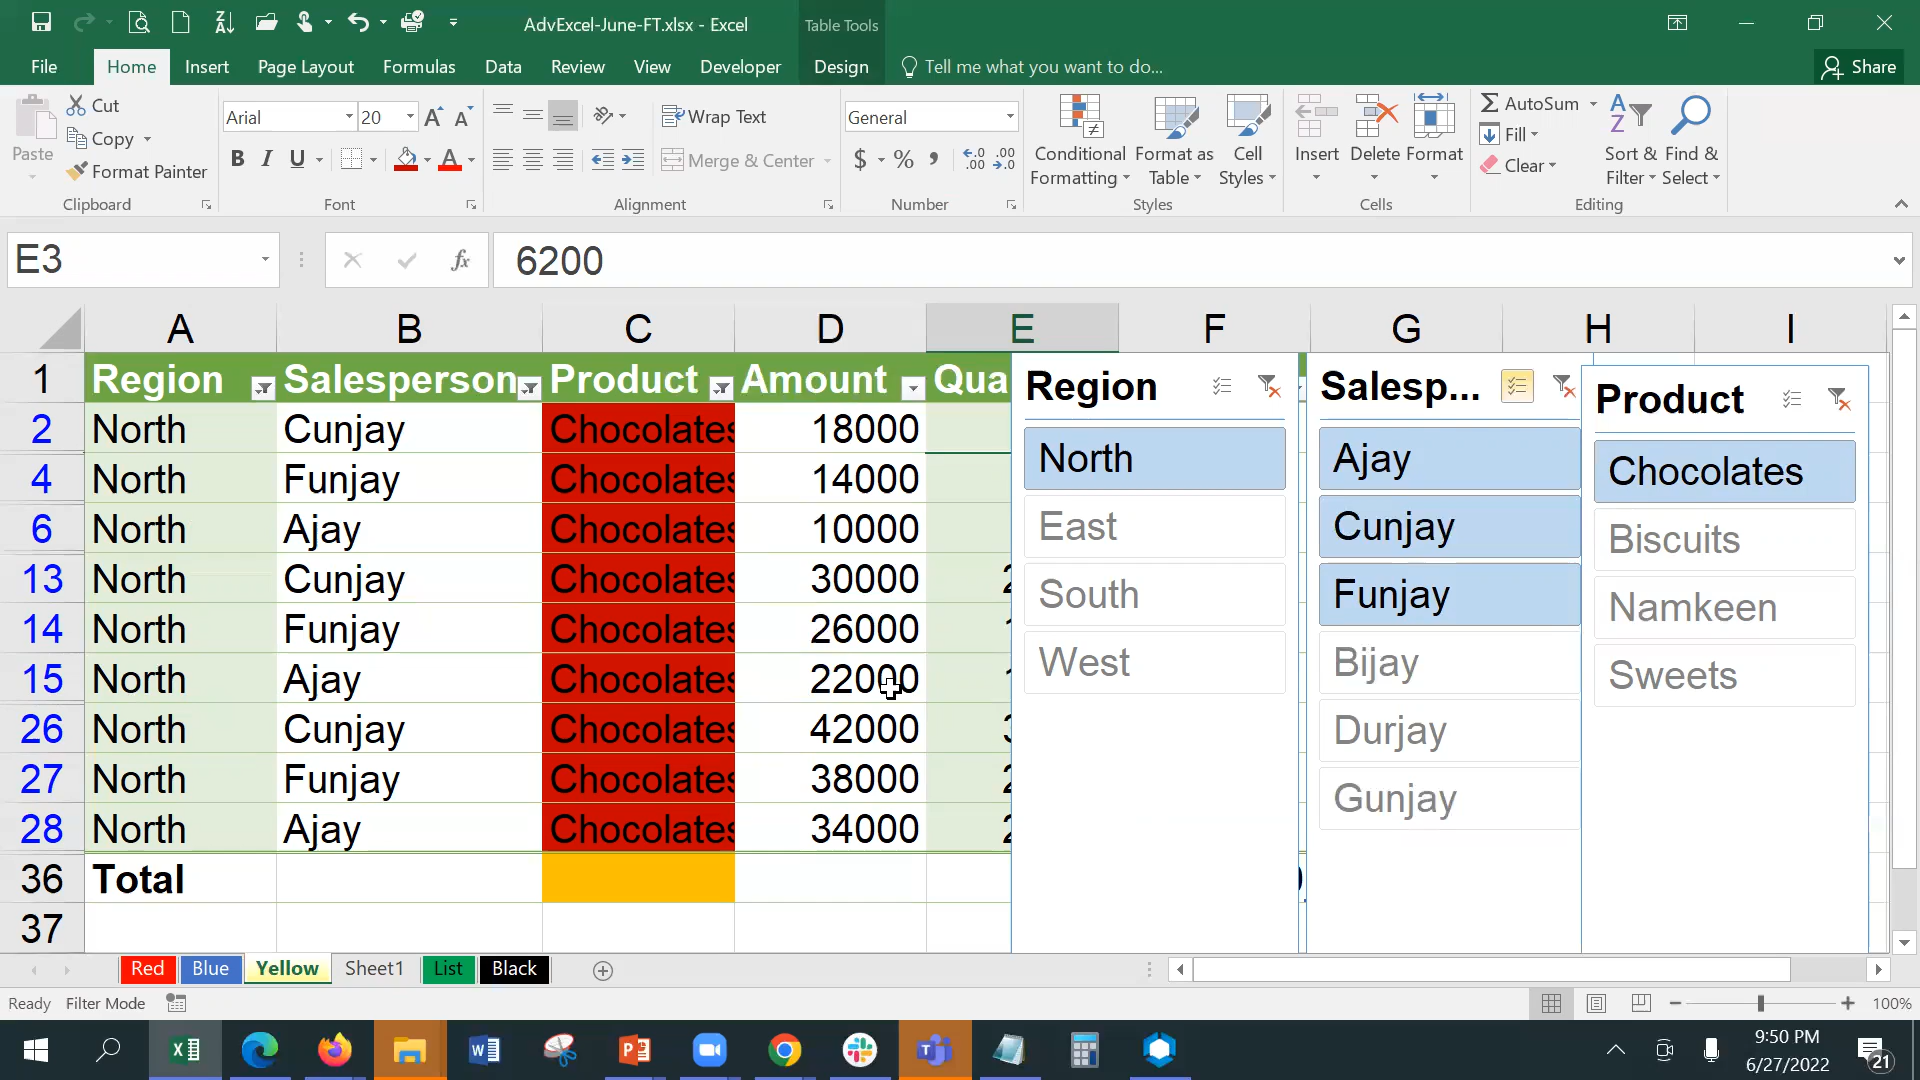 AdvExcel-June-FT.xlsx - Excel
Table Tools
File Home Insert Page Layout Formulas Data Review View Developer Design Tell me what you want to do... Share
Paste
Cut
Copy
Format Painter
Clipboard
Arial 20
B I U
Font
Wrap Text
Merge & Center
Alignment
General
$ % ,
Number
Conditional Formatting
Format as Table
Cell Styles
Styles
Insert Delete Format
Cells
AutoSum
Fill
Clear
Sort & Filter
Find & Select
Editing
E3 fx 6200
A B C D E F G H I
1 Region Salesperson Product Amount Qua
2 North Cunjay Chocolates 18000
4 North Funjay Chocolates 14000
6 North Ajay Chocolates 10000
13 North Cunjay Chocolates 30000 2
14 North Funjay Chocolates 26000 1
15 North Ajay Chocolates 22000 1
26 North Cunjay Chocolates 42000 3
27 North Funjay Chocolates 38000 2
28 North Ajay Chocolates 34000 2
36 Total
37
Region
North
East
South
West
Salesp...
Ajay
Cunjay
Funjay
Bijay
Durjay
Gunjay
Product
Chocolates
Biscuits
Namkeen
Sweets
Red Blue Yellow Sheet1 List Black
Ready Filter Mode 100%
9:50 PM
6/27/2022
21